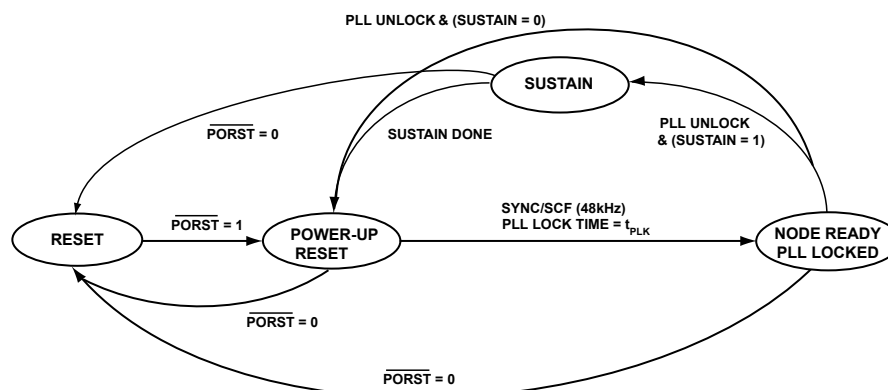 PLL UNLOCK & (SUSTAIN = 0)
SUSTAIN
PORST = 0
SUSTAIN DONE
PLL UNLOCK
& (SUSTAIN = 1)
RESET
PORST = 1
POWER-UP
RESET
SYNC/SCF (48kHz)
PLL LOCK TIME = tPLK
NODE READY
PLL LOCKED
PORST = 0
PORST = 0